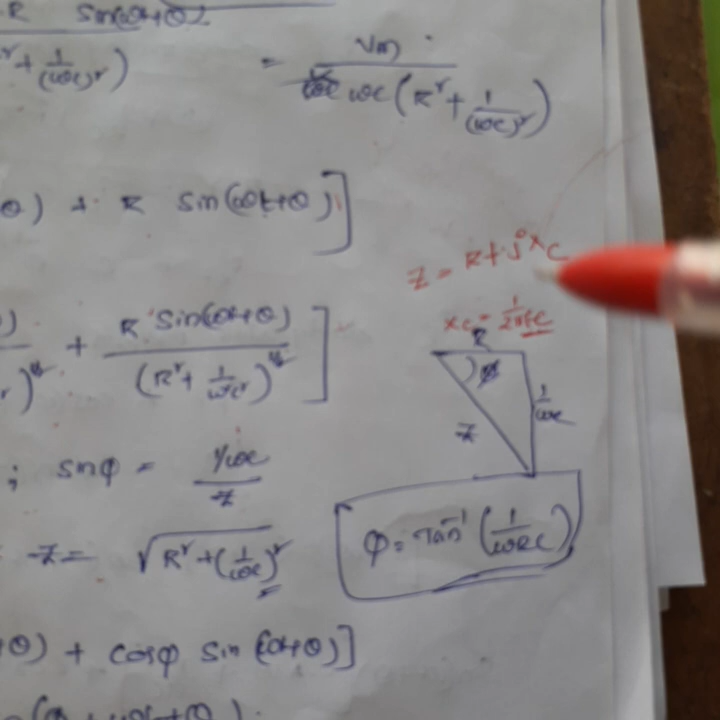 R Sin(ωt+θ)
+ 1/(ωc)² ) = Vm / ωc (R² + 1/(ωc)²)
θ) + R Sin(ωt+θ)]
Z = R+jXc
Xc = 1/2πfc
+ R Sin(ωt+θ) / (R² + 1/ω²c²) ]
R
φ
1/ωc
Z
; sinφ = 1/ωc / Z
φ = Tan⁻¹ (1/ωRC)
Z = √R² + (1/ωc)²
+θ) + cosφ sin (ωt+θ)]